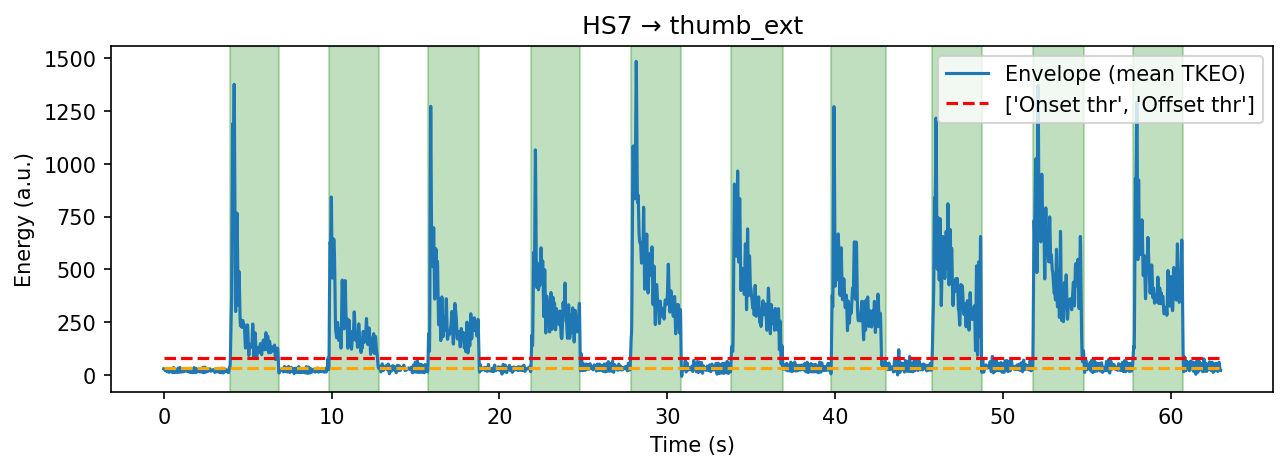 HS7 → thumb_ext
Envelope (mean TKEO)
['Onset thr', 'Offset thr']
Energy (a.u.)
1500
1250
1000
750
500
250
0
0 10 20 30 40 50 60
Time (s)